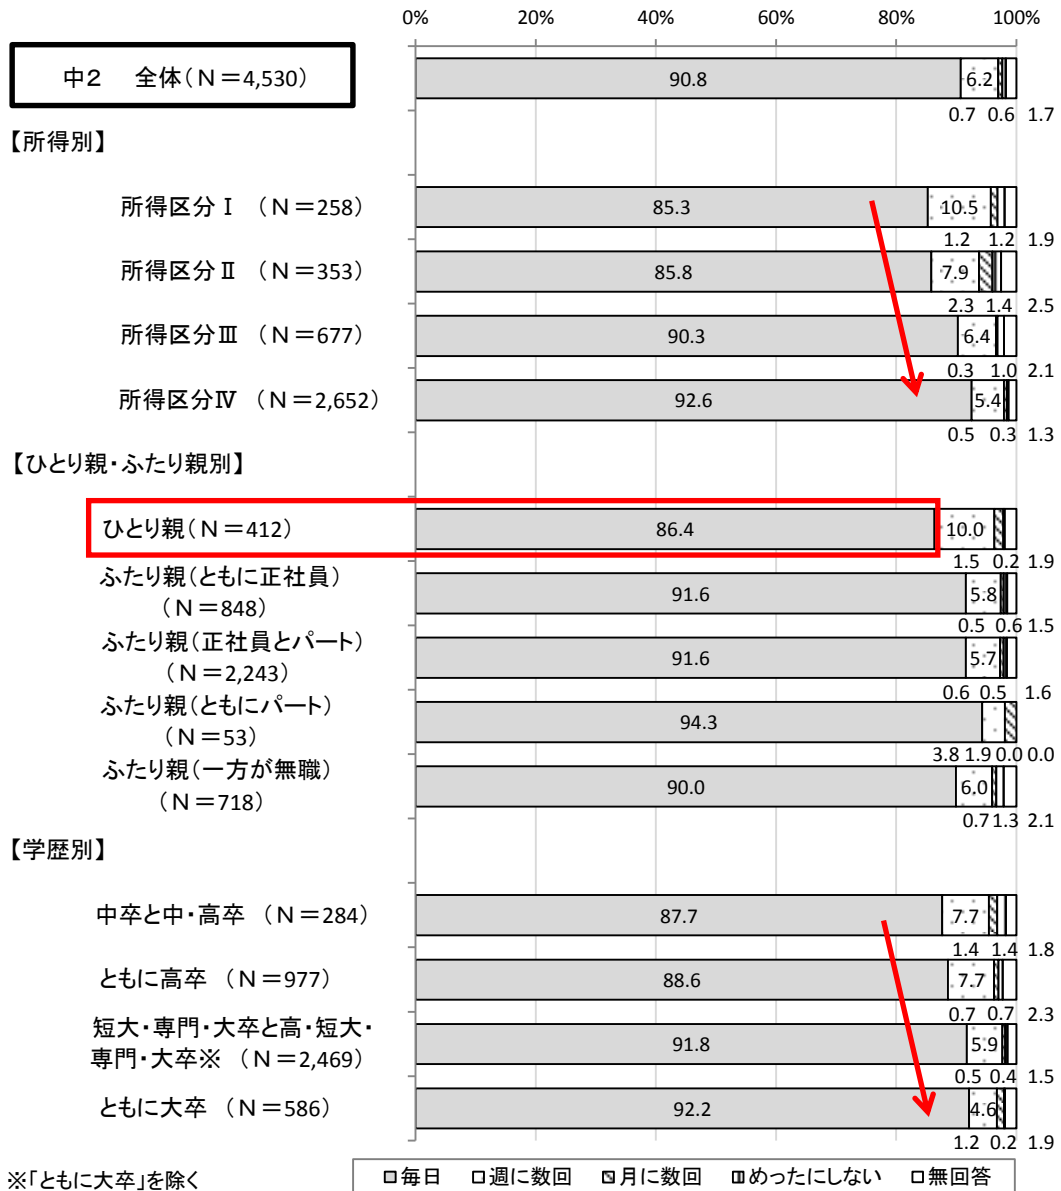 0% 20% 40% 60% 80% 100%
中2 全体(N=4,530) 90.8 6.2
0.7 0.6 1.7
【所得別】
所得区分Ⅰ (N=258) 85.3 10.5
1.2 1.2 1.9
所得区分Ⅱ (N=353) 85.8 7.9
2.3 1.4 2.5
所得区分Ⅲ (N=677) 90.3 6.4
0.3 1.0 2.1
所得区分Ⅳ (N=2,652) 92.6 5.4
0.5 0.3 1.3
【ひとり親・ふたり親別】
ひとり親(N=412) 86.4 10.0
1.5 0.2 1.9
ふたり親(ともに正社員)
(N=848) 91.6 5.8
0.5 0.6 1.5
ふたり親(正社員とパート)
(N=2,243) 91.6 5.7
0.6 0.5 1.6
ふたり親(ともにパート)
(N=53) 94.3
3.8 1.9 0.0 0.0
ふたり親(一方が無職)
(N=718) 90.0 6.0
0.7 1.3 2.1
【学歴別】
中卒と中・高卒 (N=284) 87.7 7.7
1.4 1.4 1.8
ともに高卒 (N=977) 88.6 7.7
0.7 0.7 2.3
短大・専門・大卒と高・短大・
専門・大卒※ (N=2,469) 91.8 5.9
0.5 0.4 1.5
ともに大卒 (N=586) 92.2 4.6
1.2 0.2 1.9
※「ともに大卒」を除く
毎日 週に数回 月に数回 めったにしない 無回答